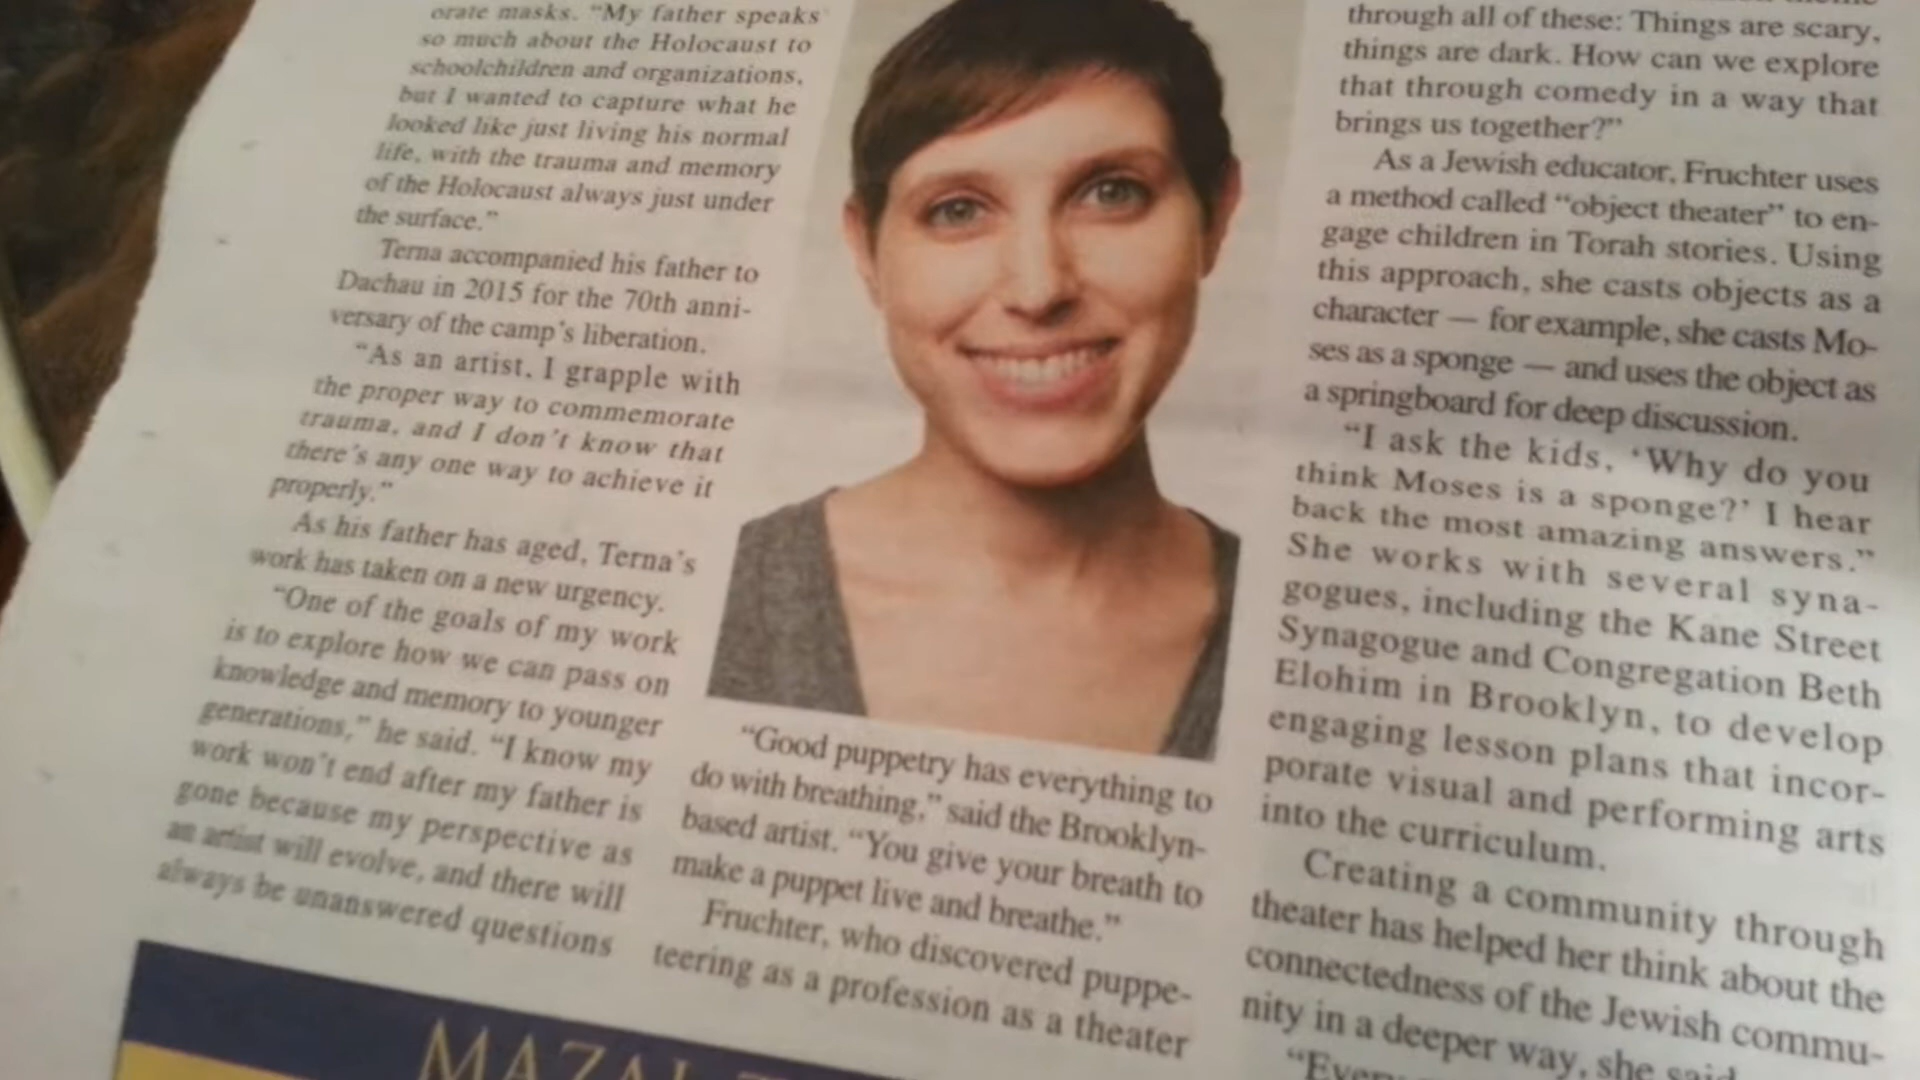 orate masks. “My father speaks
so much about the Holocaust to
schoolchildren and organizations,
but I wanted to capture what he
looked like just living his normal
life, with the trauma and memory
of the Holocaust always just under
the surface.”
Terna accompanied his father to
Dachau in 2015 for the 70th anni-
versary of the camp’s liberation.
“As an artist, I grapple with
the proper way to commemorate
trauma, and I don’t know that
there’s any one way to achieve it
properly.”
As his father has aged, Terna’s
work has taken on a new urgency.
“One of the goals of my work
is to explore how we can pass on
knowledge and memory to younger
generations,” he said. “I know my
work won’t end after my father is
gone because my perspective as
an artist will evolve, and there will
always be unanswered questions
“Good puppetry has everything to
do with breathing,” said the Brooklyn-
based artist. “You give your breath to
make a puppet live and breathe.”
Fruchter, who discovered puppe-
teering as a profession as a theater
through all of these: Things are scary,
things are dark. How can we explore
that through comedy in a way that
brings us together?”
As a Jewish educator, Fruchter uses
a method called “object theater” to en-
gage children in Torah stories. Using
this approach, she casts objects as a
character — for example, she casts Mo-
ses as a sponge — and uses the object as
a springboard for deep discussion.
“I ask the kids, ‘Why do you
think Moses is a sponge?’ I hear
back the most amazing answers.”
She works with several syna-
gogues, including the Kane Street
Synagogue and Congregation Beth
Elohim in Brooklyn, to develop
engaging lesson plans that incor-
porate visual and performing arts
into the curriculum.
Creating a community through
theater has helped her think about the
connectedness of the Jewish commu-
nity in a deeper way, she said.
MAZAL